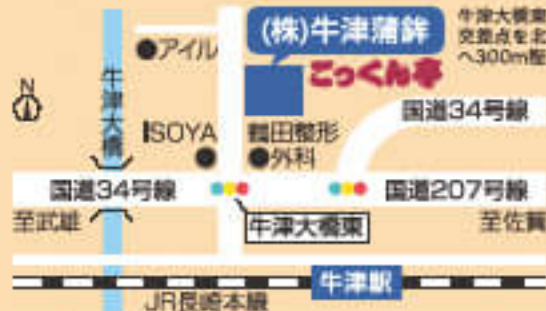 (株)牛津蒲鉾
こっくん亭
牛津大橋東
交差点を北
へ300m
アイル
牛津大橋
N
国道34号線
ISOYA
鶴田整形
外科
国道34号線
国道207号線
至武雄
牛津大橋東
至佐賀
牛津駅
JR長崎本線